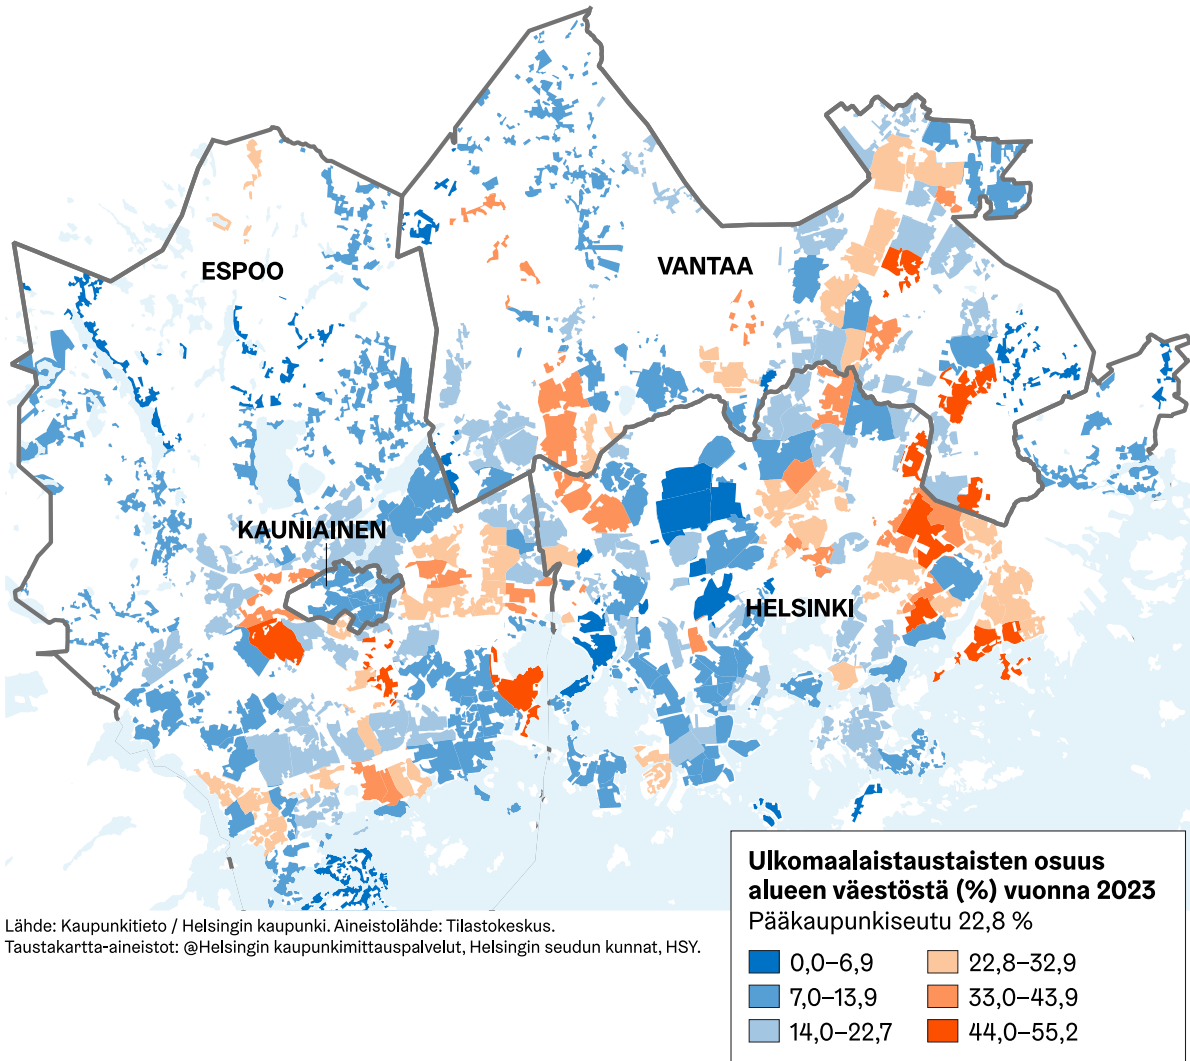 ESPOO
VANTAA
KAUNIAINEN
HELSINKI
Lähde: Kaupunkitieto / Helsingin kaupunki. Aineistolähde: Tilastokeskus.
Taustakartta-aineistot: @Helsingin kaupunkimittauspalvelut, Helsingin seudun kunnat, HSY.
Ulkomaalaistaustaisten osuus
alueen väestöstä (%) vuonna 2023
Pääkaupunkiseutu 22,8 %
0,0–6,9
7,0–13,9
14,0–22,7
22,8–32,9
33,0–43,9
44,0–55,2